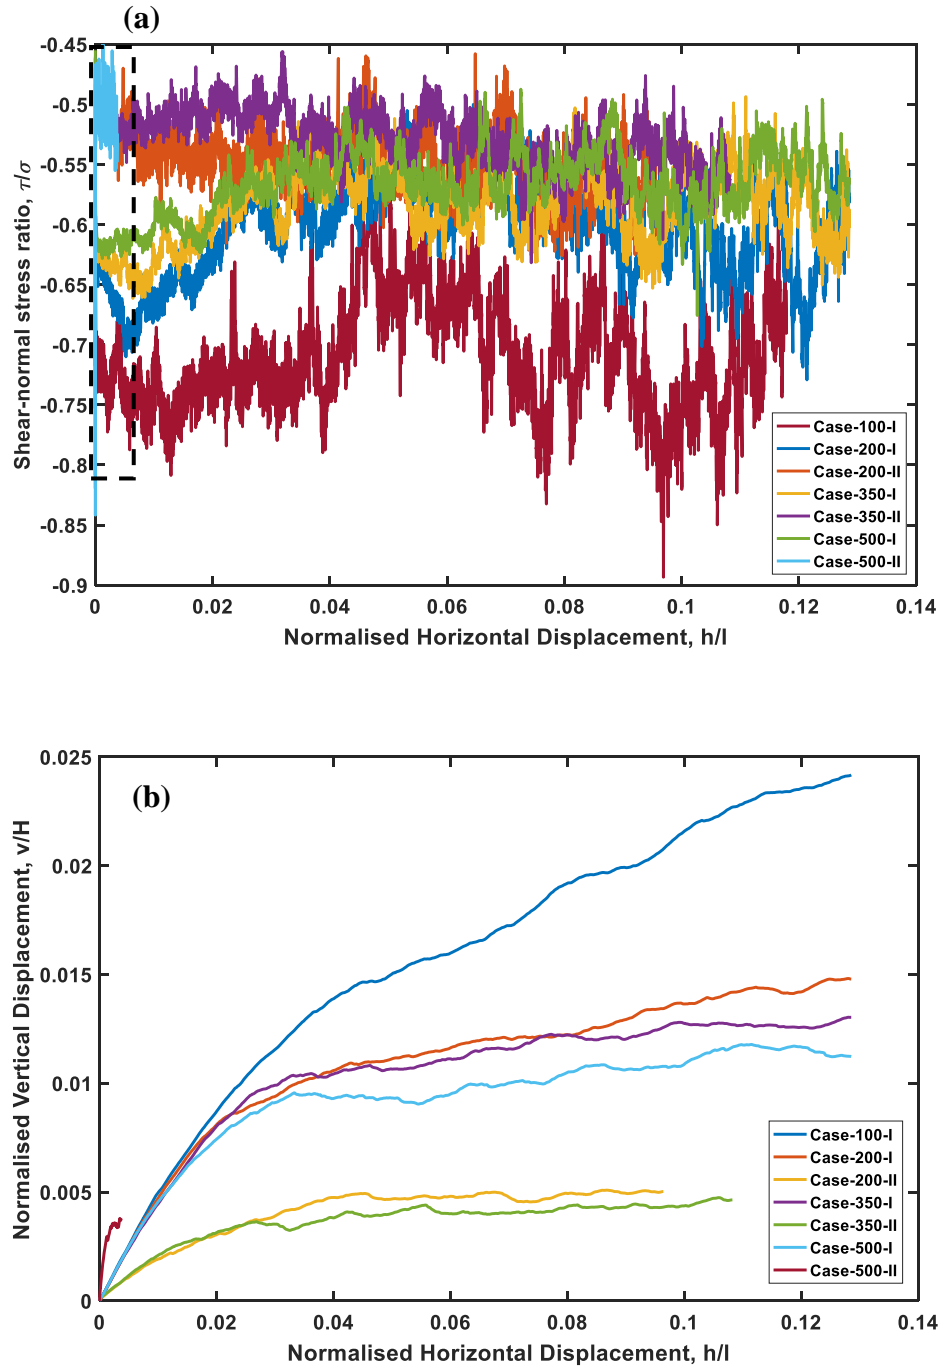 (a)
-0.45
-0.5
-0.55
-0.6
-0.65
-0.7
-0.75
-0.8
-0.85
-0.9
Shear-normal stress ratio, τ/σ
Case-100-I
Case-200-I
Case-200-II
Case-350-I
Case-350-II
Case-500-I
Case-500-II
0 0.02 0.04 0.06 0.08 0.1 0.12 0.14
Normalised Horizontal Displacement, h/l
(b)
0.025
0.02
0.015
0.01
0.005
0
Normalised Vertical Displacement, v/H
Case-100-I
Case-200-I
Case-200-II
Case-350-I
Case-350-II
Case-500-I
Case-500-II
0 0.02 0.04 0.06 0.08 0.1 0.12 0.14
Normalised Horizontal Displacement, h/l